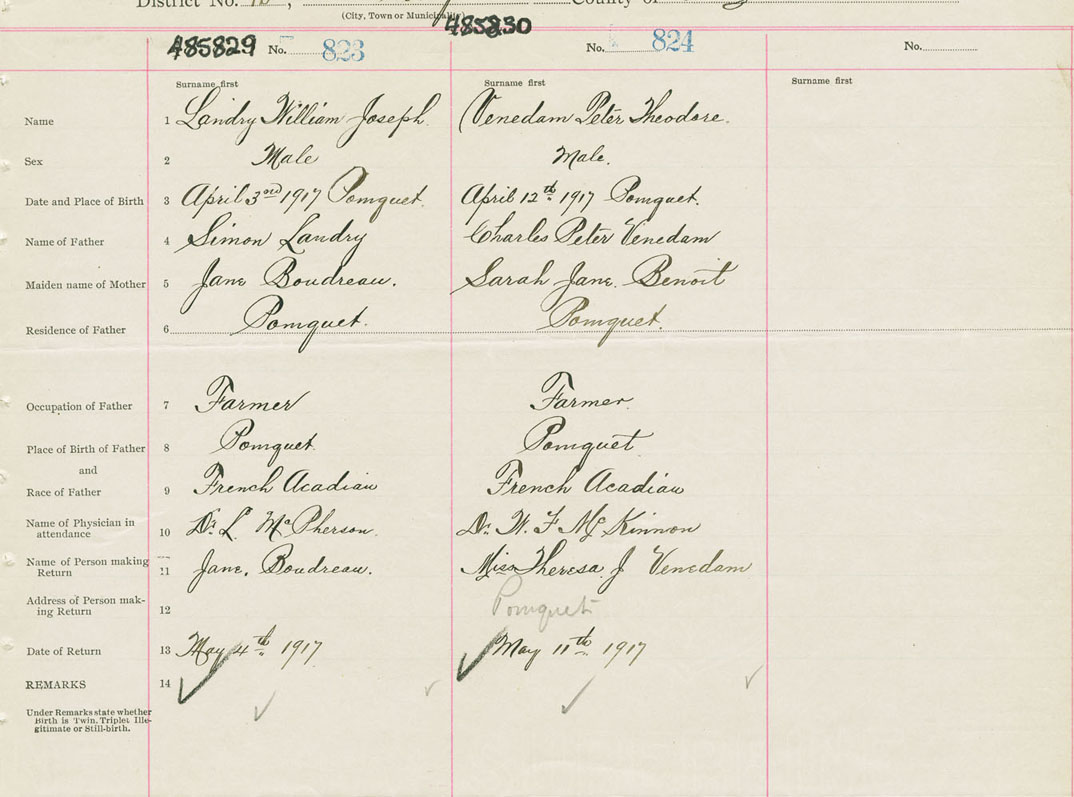 District No. County of
(City, Town or Municipality)
485829 No. 823
485830 No. 824
No.
Surname first Surname first Surname first
Name 1 Landry William Joseph. Venedam Peter Theodore.
Sex 2 Male Male.
Date and Place of Birth 3 April 3rd 1917 Pomquet. April 12th 1917 Pomquet.
Name of Father 4 Simon Landry Charles Peter Venedam
Maiden name of Mother 5 Jane Boudreau. Sarah Jane. Benoit
Residence of Father 6 Pomquet. Pomquet.
Occupation of Father 7 Farmer Farmer.
Place of Birth of Father 8 Pomquet. Pomquet.
and
Race of Father 9 French Acadian French Acadian
Name of Physician in
attendance 10 Dr. L. McPherson. Dr. W. F. McKinnon
Name of Person making
Return 11 Jane. Boudreau. Miss Theresa J Venedam
Address of Person mak-
ing Return 12 Pomquet
Date of Return 13 May 4th 1917 May 11th 1917
REMARKS 14
Under Remarks state whether
Birth is Twin, Triplet Ille-
gitimate or Still-birth.